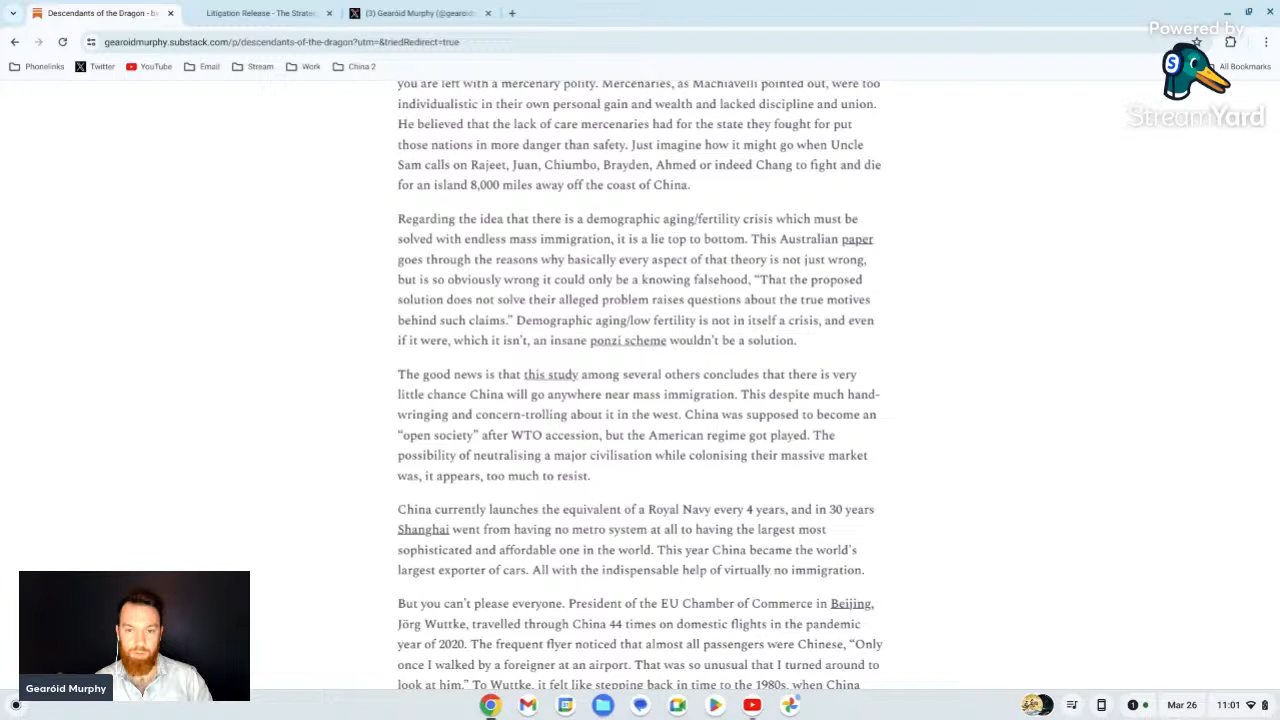 Descendants of the Dragon - b
Litigation Release - The Strate
(3) Gearóid Murphy (@gearoid
gearoidmurphy.substack.com/p/descendants-of-the-dragon?utm=&triedRedirect=true
Phonelinks
Twitter
YouTube
Email
Stream
Work
China 2
All Bookmarks
Powered by
StreamYard
you are left with a mercenary polity. Mercenaries, as Machiavelli pointed out, were too
individualistic in their own personal gain and wealth and lacked discipline and union.
He believed that the lack of care mercenaries had for the state they fought for put
those nations in more danger than safety. Just imagine how it might go when Uncle
Sam calls on Rajeet, Juan, Chiumbo, Brayden, Ahmed or indeed Chang to fight and die
for an island 8,000 miles away off the coast of China.
Regarding the idea that there is a demographic aging/fertility crisis which must be
solved with endless mass immigration, it is a lie top to bottom. This Australian paper
goes through the reasons why basically every aspect of that theory is not just wrong,
but is so obviously wrong it could only be a knowing falsehood, “That the proposed
solution does not solve their alleged problem raises questions about the true motives
behind such claims.” Demographic aging/low fertility is not in itself a crisis, and even
if it were, which it isn’t, an insane ponzi scheme wouldn’t be a solution.
The good news is that this study among several others concludes that there is very
little chance China will go anywhere near mass immigration. This despite much hand-
wringing and concern-trolling about it in the west. China was supposed to become an
“open society” after WTO accession, but the American regime got played. The
possibility of neutralising a major civilisation while colonising their massive market
was, it appears, too much to resist.
China currently launches the equivalent of a Royal Navy every 4 years, and in 30 years
Shanghai went from having no metro system at all to having the largest most
sophisticated and affordable one in the world. This year China became the world’s
largest exporter of cars. All with the indispensable help of virtually no immigration.
But you can’t please everyone. President of the EU Chamber of Commerce in Beijing,
Jörg Wuttke, travelled through China 44 times on domestic flights in the pandemic
year of 2020. The frequent flyer noticed that almost all passengers were Chinese, “Only
once I walked by a foreigner at an airport. That was so unusual that I turned around to
look at him.” To Wuttke, it felt like stepping back in time to the 1980s, when China
Gearóid Murphy
Mar 26
11:01